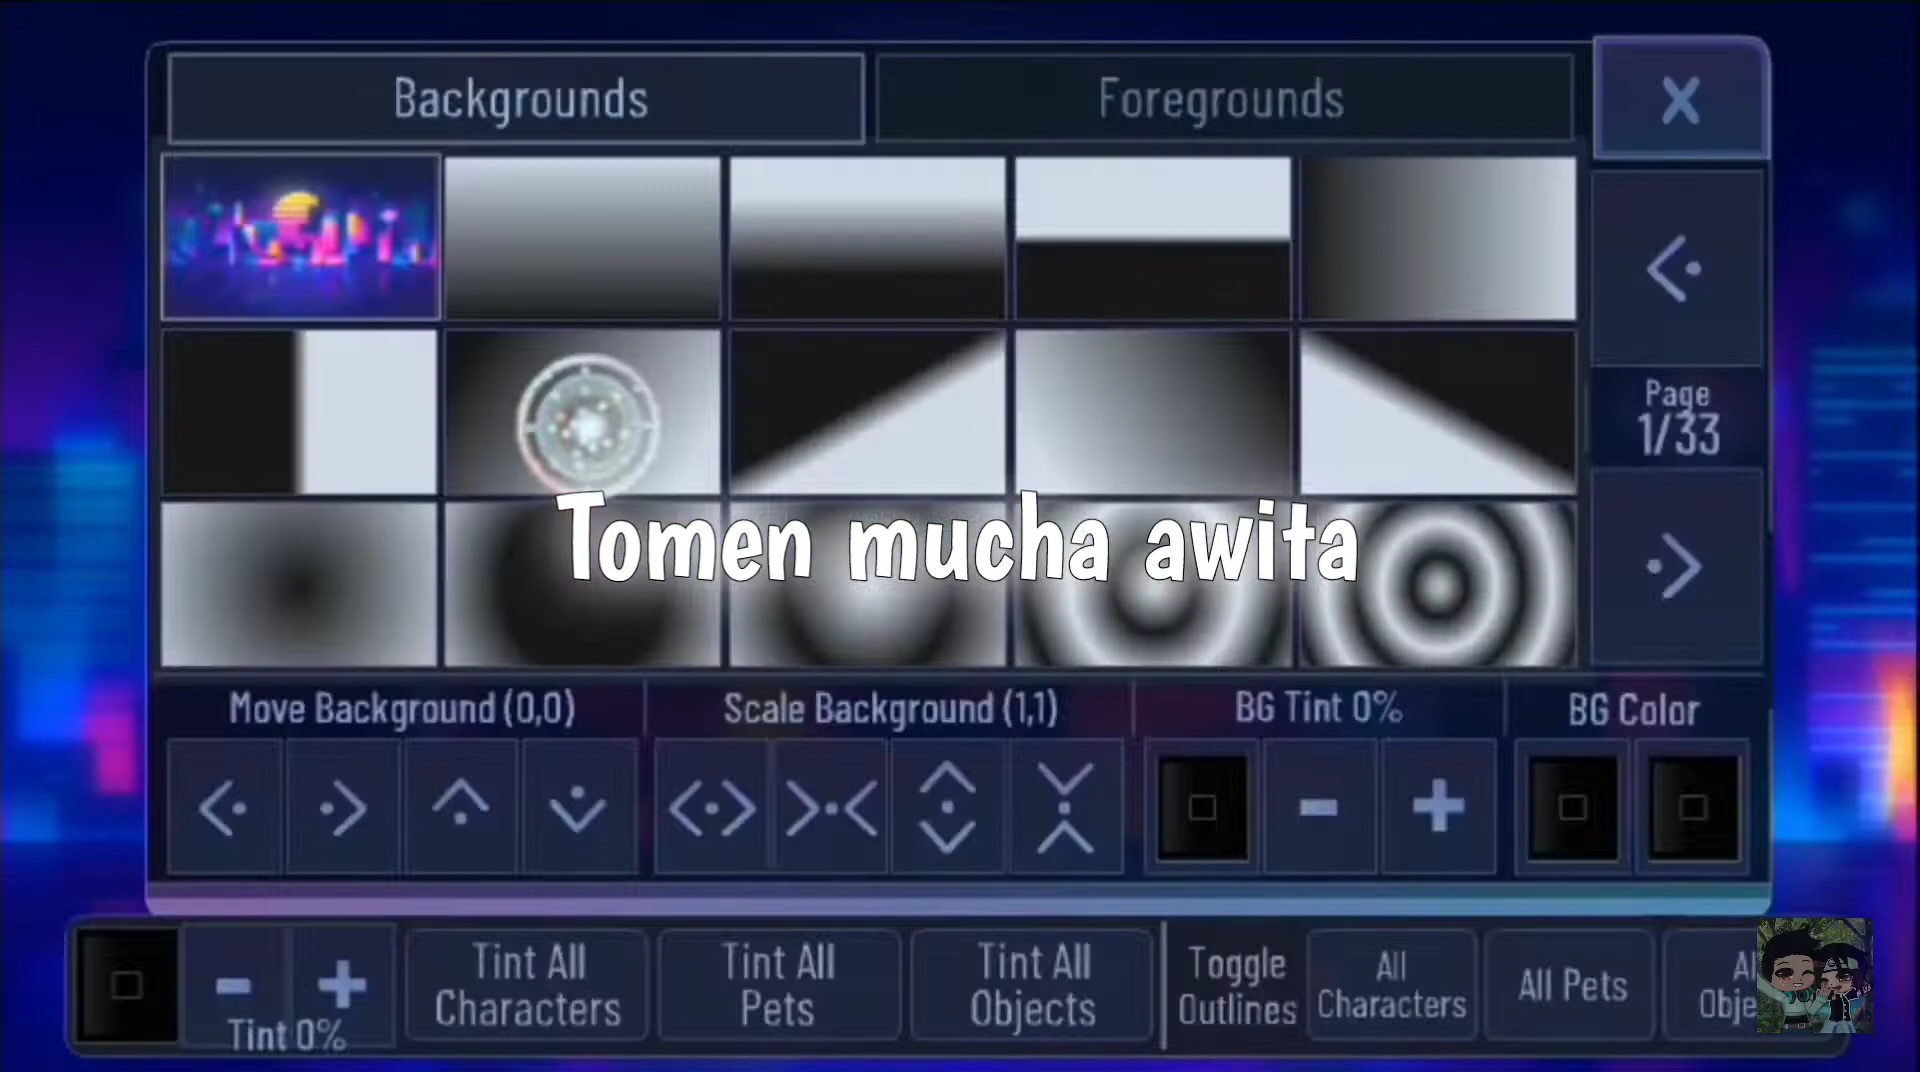 Backgrounds
Foregrounds
X
Page
1/33
Tomen mucha awita
Move Background (0,0)
Scale Background (1,1)
BG Tint 0%
BG Color
Tint 0%
Tint All
Characters
Tint All
Pets
Tint All
Objects
Toggle
Outlines
All
Characters
All Pets